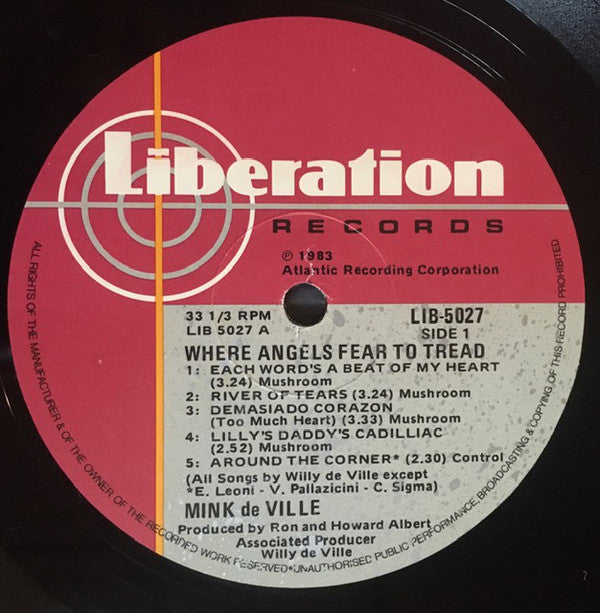 Liberation
RECORDS
℗ 1983
Atlantic Recording Corporation
33 1/3 RPM
LIB 5027 A
LIB-5027
SIDE 1
WHERE ANGELS FEAR TO TREAD
1: EACH WORD'S A BEAT OF MY HEART
(3.24) Mushroom
2: RIVER OF TEARS (3.24) Mushroom
3: DEMASIADO CORAZON
(Too Much Heart) (3.33) Mushroom
4: LILLY'S DADDY'S CADILLIAC
(2.52) Mushroom
5: AROUND THE CORNER* (2.30) Control
(All Songs by Willy de Ville except
*E. Leoni - V. Pallazicini - C. Sigma)
MINK de VILLE
Produced by Ron and Howard Albert
Associated Producer
Willy de Ville
ALL RIGHTS OF THE MANUFACTURER & OF THE OWNER OF THE RECORDED WORK RESERVED•UNAUTHORISED PUBLIC PERFORMANCE, BROADCASTING & COPYING OF THIS RECORD PROHIBITED